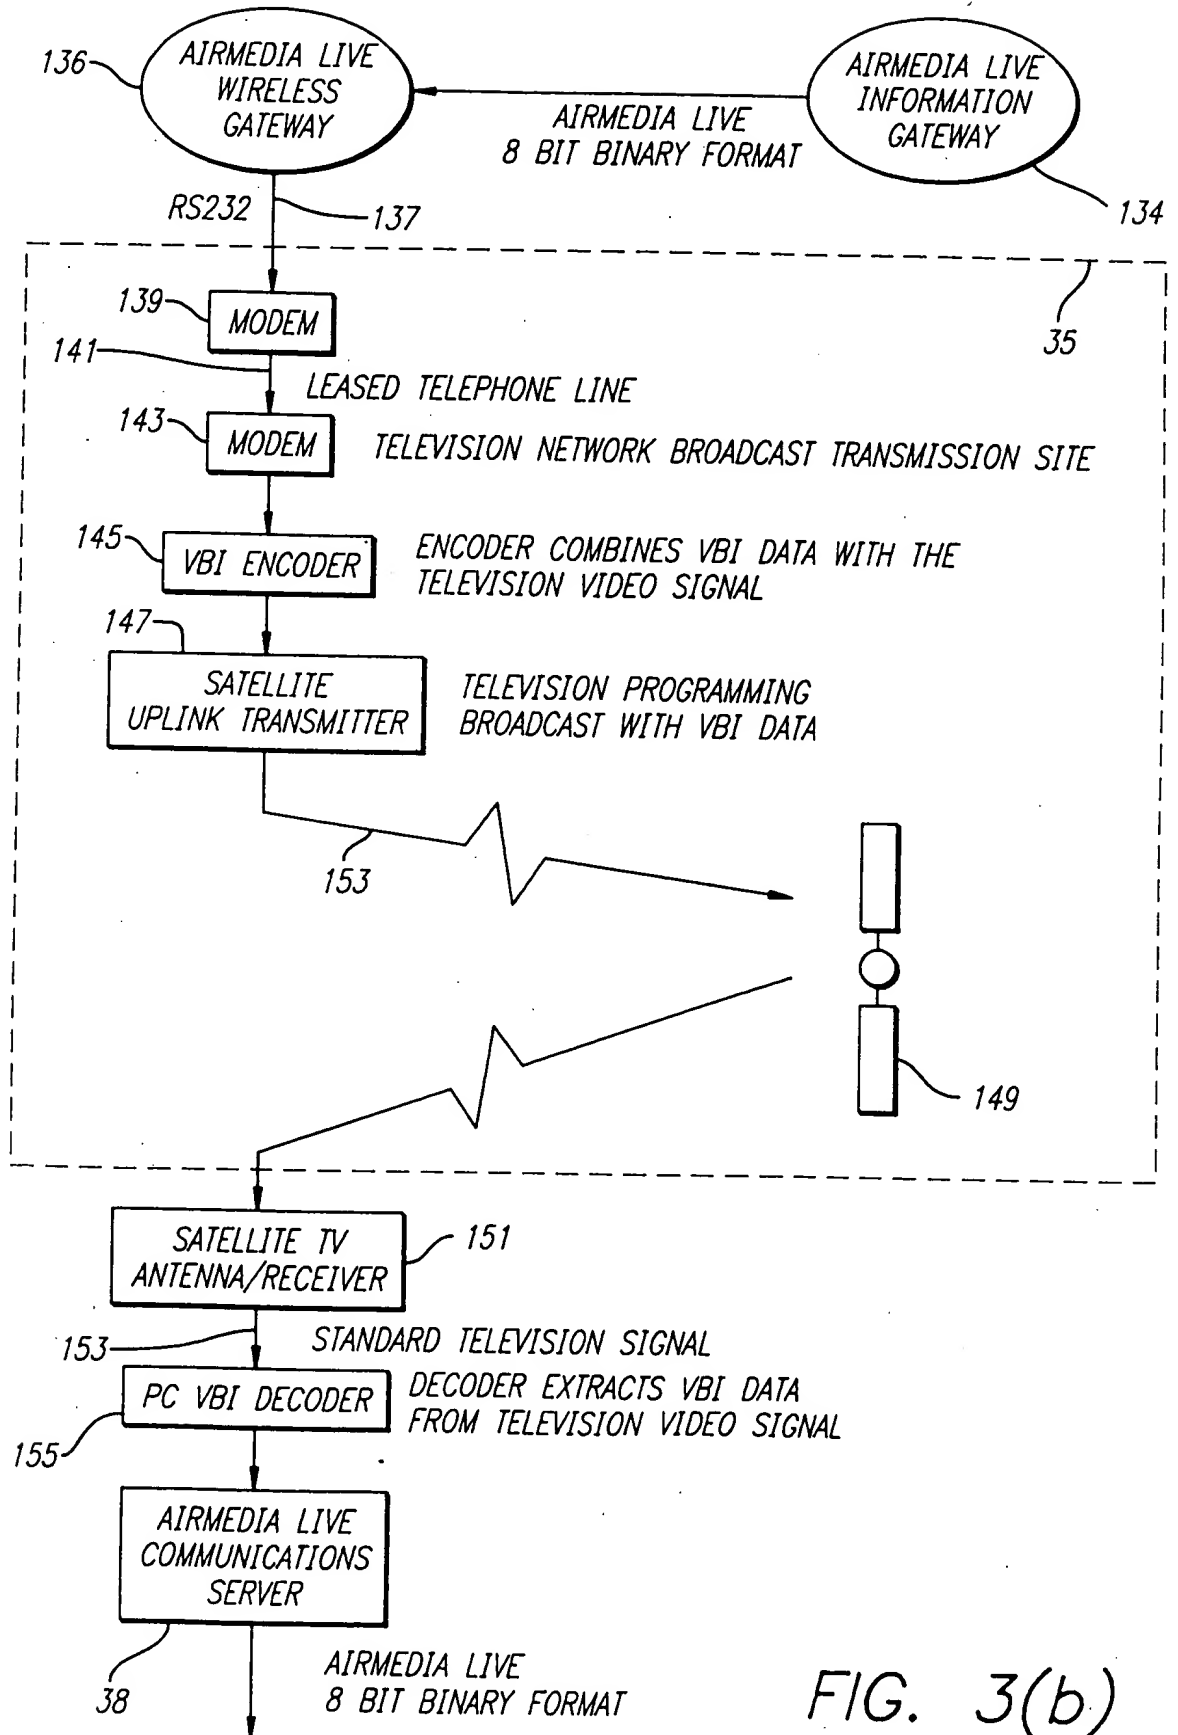 136
AIRMEDIA LIVE
WIRELESS
GATEWAY
AIRMEDIA LIVE
INFORMATION
GATEWAY
AIRMEDIA LIVE
8 BIT BINARY FORMAT
134
RS232
137
35
139
MODEM
141
LEASED TELEPHONE LINE
143
MODEM
TELEVISION NETWORK BROADCAST TRANSMISSION SITE
145
VBI ENCODER
ENCODER COMBINES VBI DATA WITH THE
TELEVISION VIDEO SIGNAL
147
SATELLITE
UPLINK TRANSMITTER
TELEVISION PROGRAMMING
BROADCAST WITH VBI DATA
153
149
SATELLITE TV
ANTENNA/RECEIVER
151
153
STANDARD TELEVISION SIGNAL
PC VBI DECODER
DECODER EXTRACTS VBI DATA
FROM TELEVISION VIDEO SIGNAL
155
AIRMEDIA LIVE
COMMUNICATIONS
SERVER
38
AIRMEDIA LIVE
8 BIT BINARY FORMAT
FIG. 3(b)